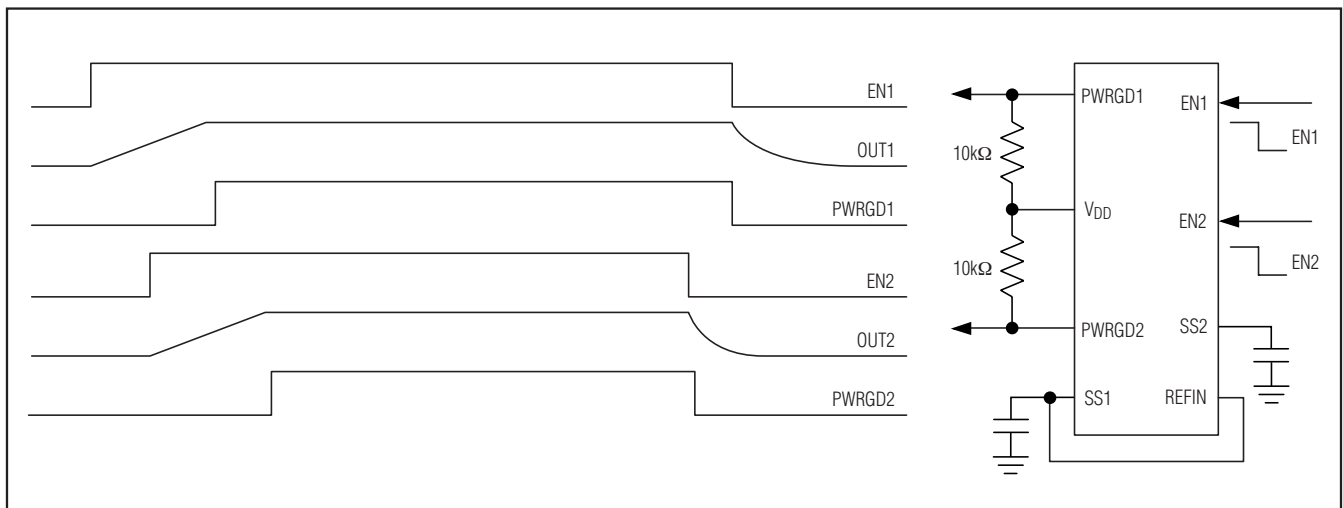 EN1
OUT1
PWRGD1
EN2
OUT2
PWRGD2
PWRGD1
EN1
EN1
10kΩ
VDD
EN2
EN2
10kΩ
PWRGD2
SS2
SS1
REFIN